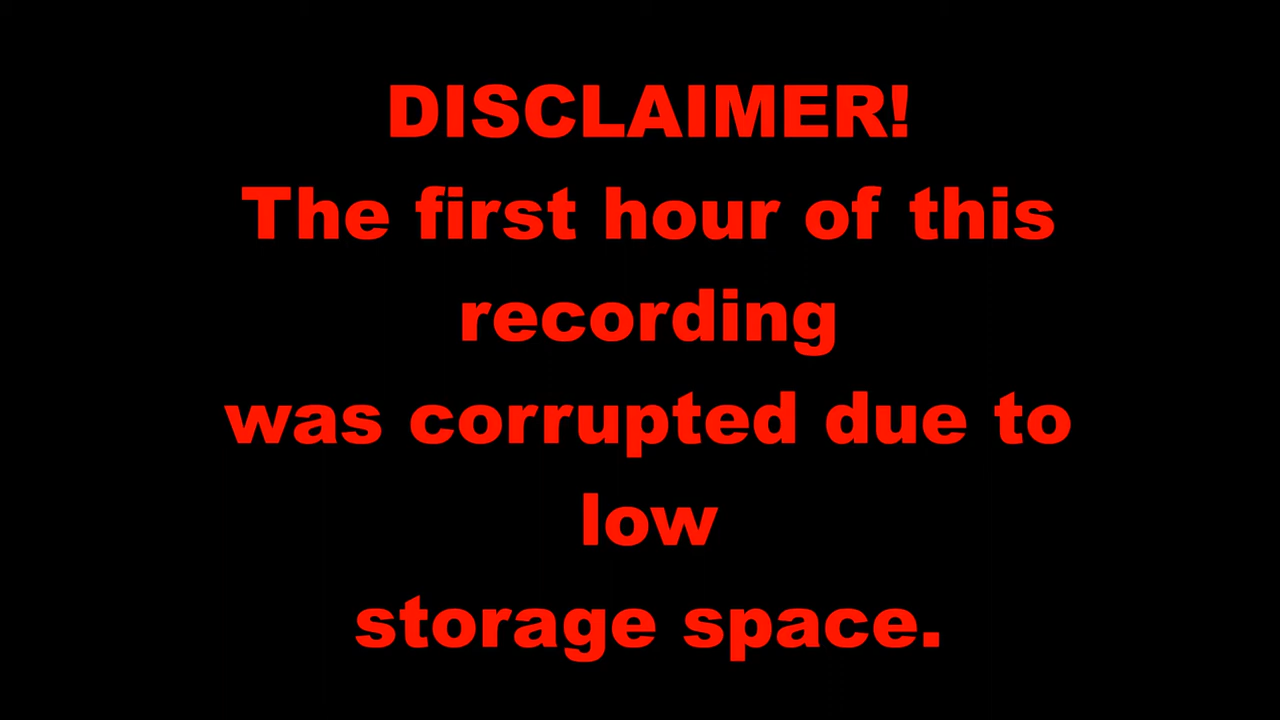 DISCLAIMER!
The first hour of this
recording
was corrupted due to
low
storage space.